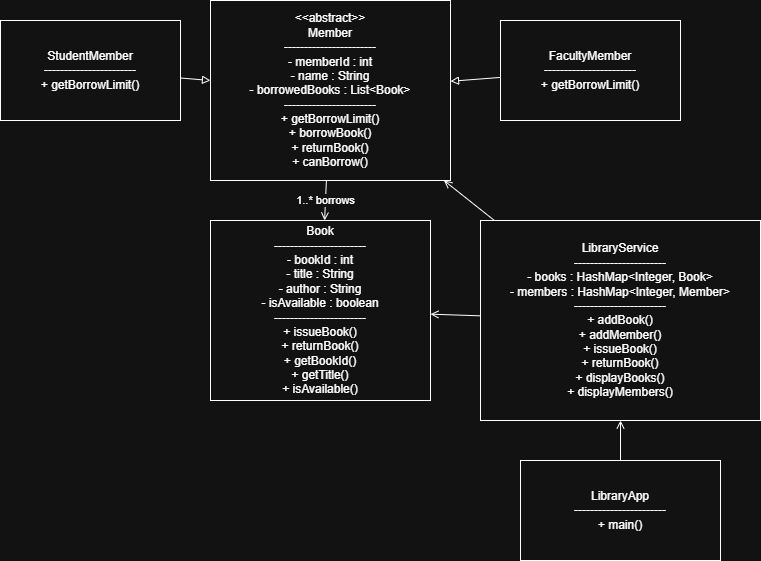 StudentMember
-----------------------
+ getBorrowLimit()
<<abstract>>
Member
-----------------------
- memberId : int
- name : String
- borrowedBooks : List<Book>
-----------------------
+ getBorrowLimit()
+ borrowBook()
+ returnBook()
+ canBorrow()
FacultyMember
-----------------------
+ getBorrowLimit()
1..* borrows
Book
-----------------------
- bookId : int
- title : String
- author : String
- isAvailable : boolean
-----------------------
+ issueBook()
+ returnBook()
+ getBookId()
+ getTitle()
+ isAvailable()
LibraryService
-----------------------
- books : HashMap<Integer, Book>
- members : HashMap<Integer, Member>
-----------------------
+ addBook()
+ addMember()
+ issueBook()
+ returnBook()
+ displayBooks()
+ displayMembers()
LibraryApp
-----------------------
+ main()